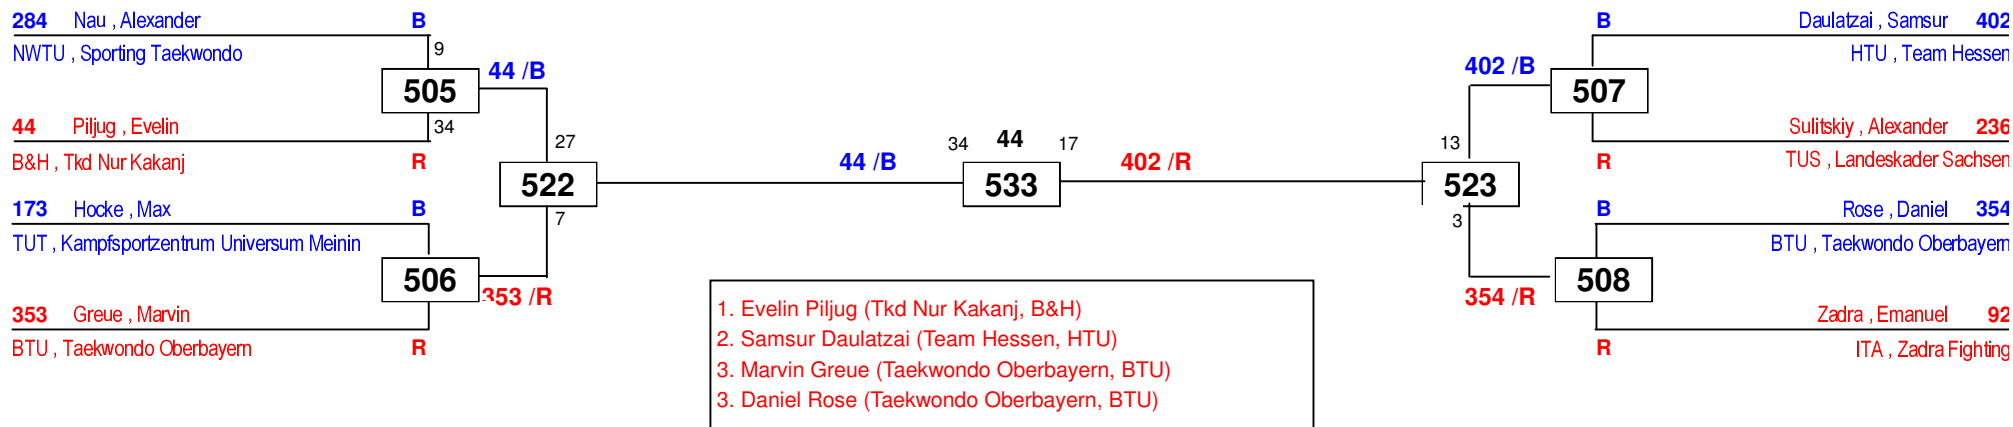 284 Nau , Alexander B
NWTU , Sporting Taekwondo
9
505
44 /B
34
44 Piljug , Evelin
B&H , Tkd Nur Kakanj R
27
522
7
173 Hocke , Max B
TUT , Kampfsportzentrum Universum Meinin
506
353 /R
353 Greue , Marvin
BTU , Taekwondo Oberbayern R
44 /B
34 44 17
533
402 /R
B Daulatzai , Samsur 402
HTU , Team Hessen
402 /B
507
Sulitskiy , Alexander 236
R TUS , Landeskader Sachsen
13
523
3
B Rose , Daniel 354
BTU , Taekwondo Oberbayern
508
354 /R
Zadra , Emanuel 92
R ITA , Zadra Fighting
1. Evelin Piljug (Tkd Nur Kakanj, B&H)
2. Samsur Daulatzai (Team Hessen, HTU)
3. Marvin Greue (Taekwondo Oberbayern, BTU)
3. Daniel Rose (Taekwondo Oberbayern, BTU)